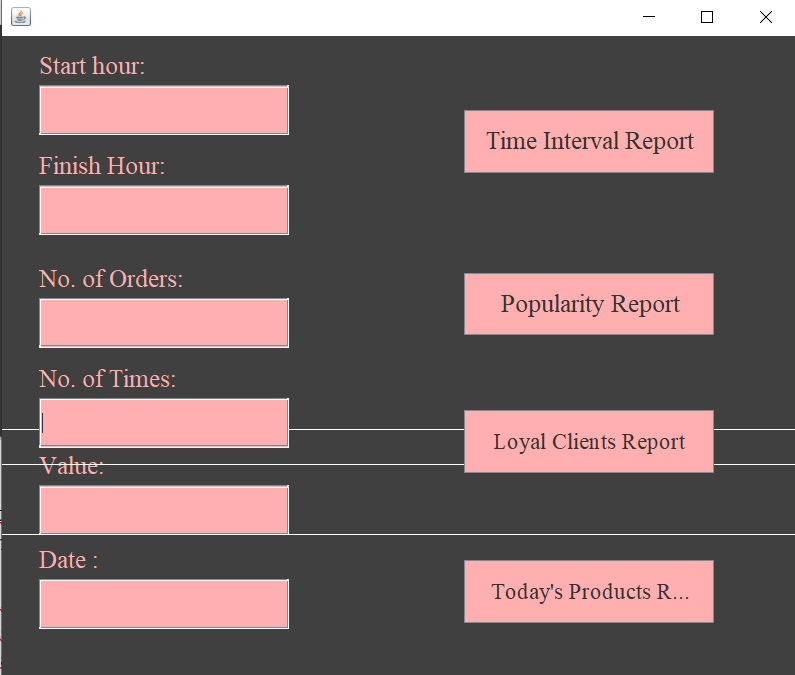 Start hour:
Time Interval Report
Finish Hour:
No. of Orders:
Popularity Report
No. of Times:
Loyal Clients Report
Value:
Date :
Today's Products R...